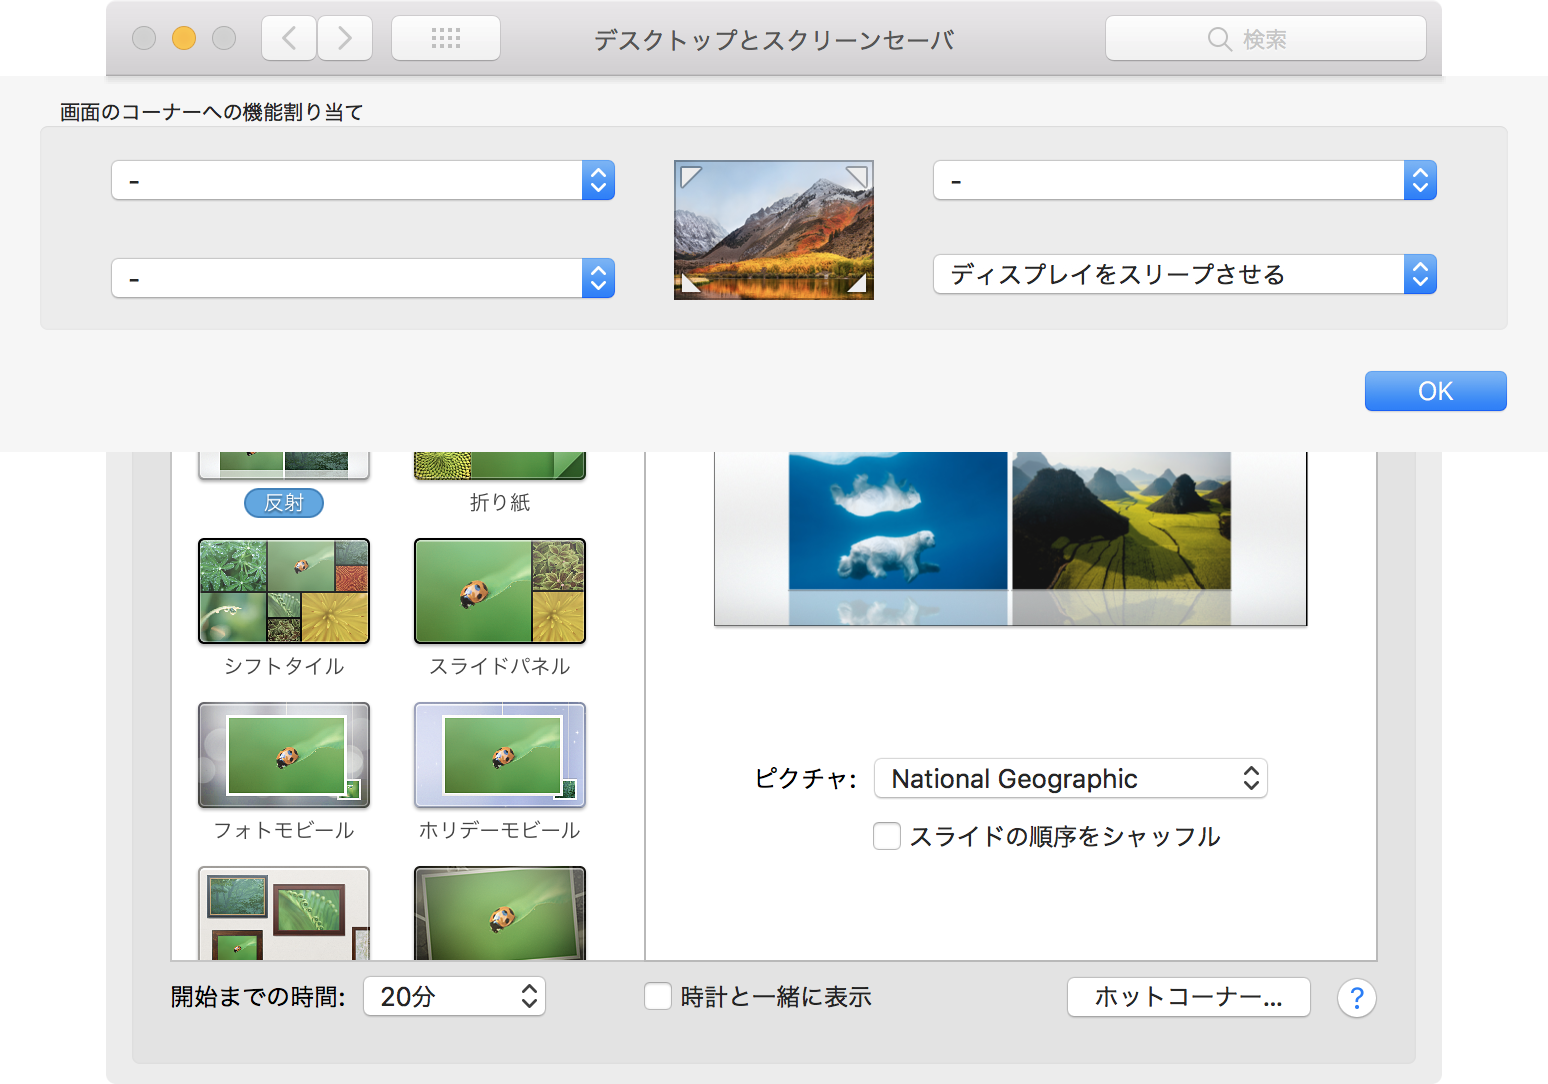 デスクトップとスクリーンセーバ
検索
画面のコーナーへの機能割り当て
-
-
-
ディスプレイをスリープさせる
OK
反射
折り紙
シフトタイル
スライドパネル
フォトモビール
ホリデーモビール
ピクチャ: National Geographic
スライドの順序をシャッフル
開始までの時間: 20分
時計と一緒に表示
ホットコーナー...
?